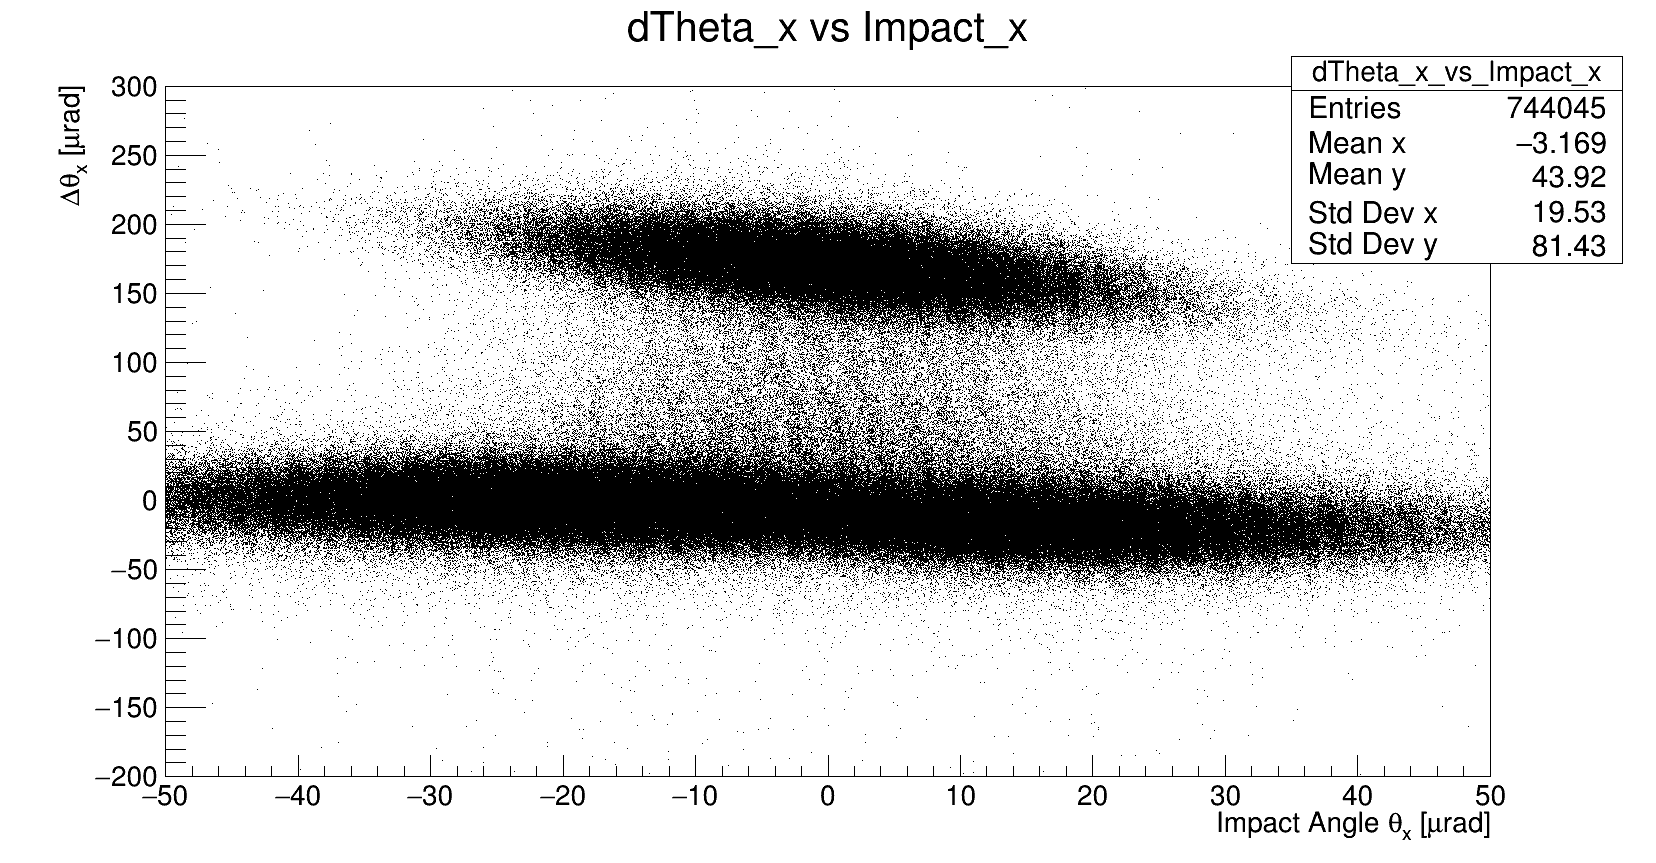 dTheta_x vs Impact_x
dTheta_x_vs_Impact_x
Entries 744045
Mean x −3.169
Mean y 43.92
Std Dev x 19.53
Std Dev y 81.43
Δθx [μrad]
300
250
200
150
100
50
0
−50
−100
−150
−200
−50 −40 −30 −20 −10 0 10 20 30 40 50
Impact Angle θx [μrad]